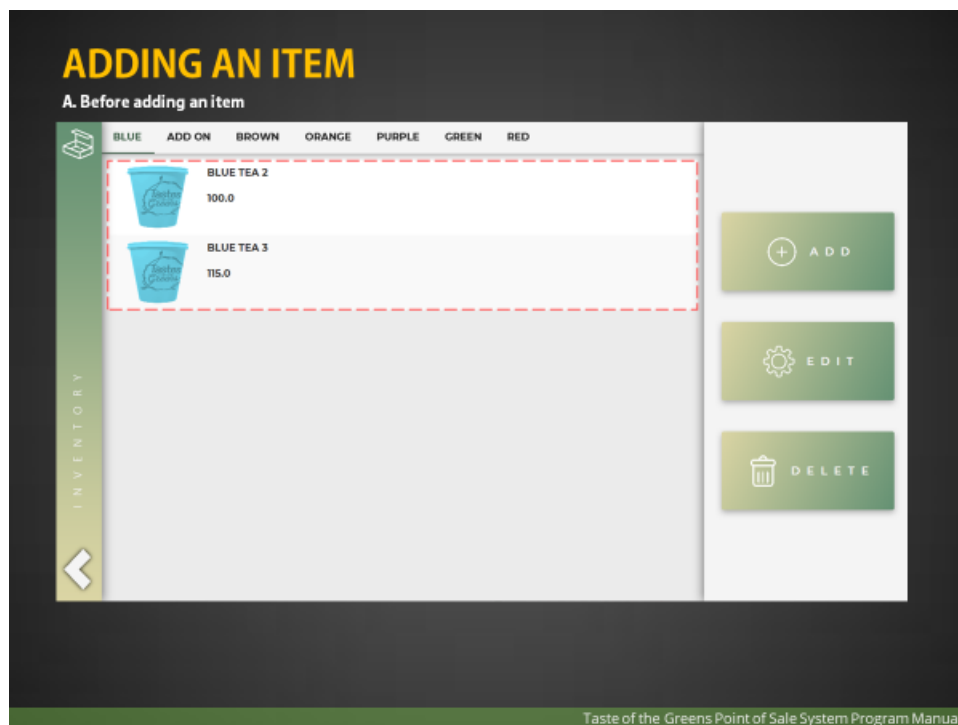 ADDING AN ITEM
A. Before adding an item
BLUE ADD ON BROWN ORANGE PURPLE GREEN RED
BLUE TEA 2
100.0
BLUE TEA 3
115.0
ADD
EDIT
DELETE
INVENTORY
Taste of the Greens Point of Sale System Program Manua